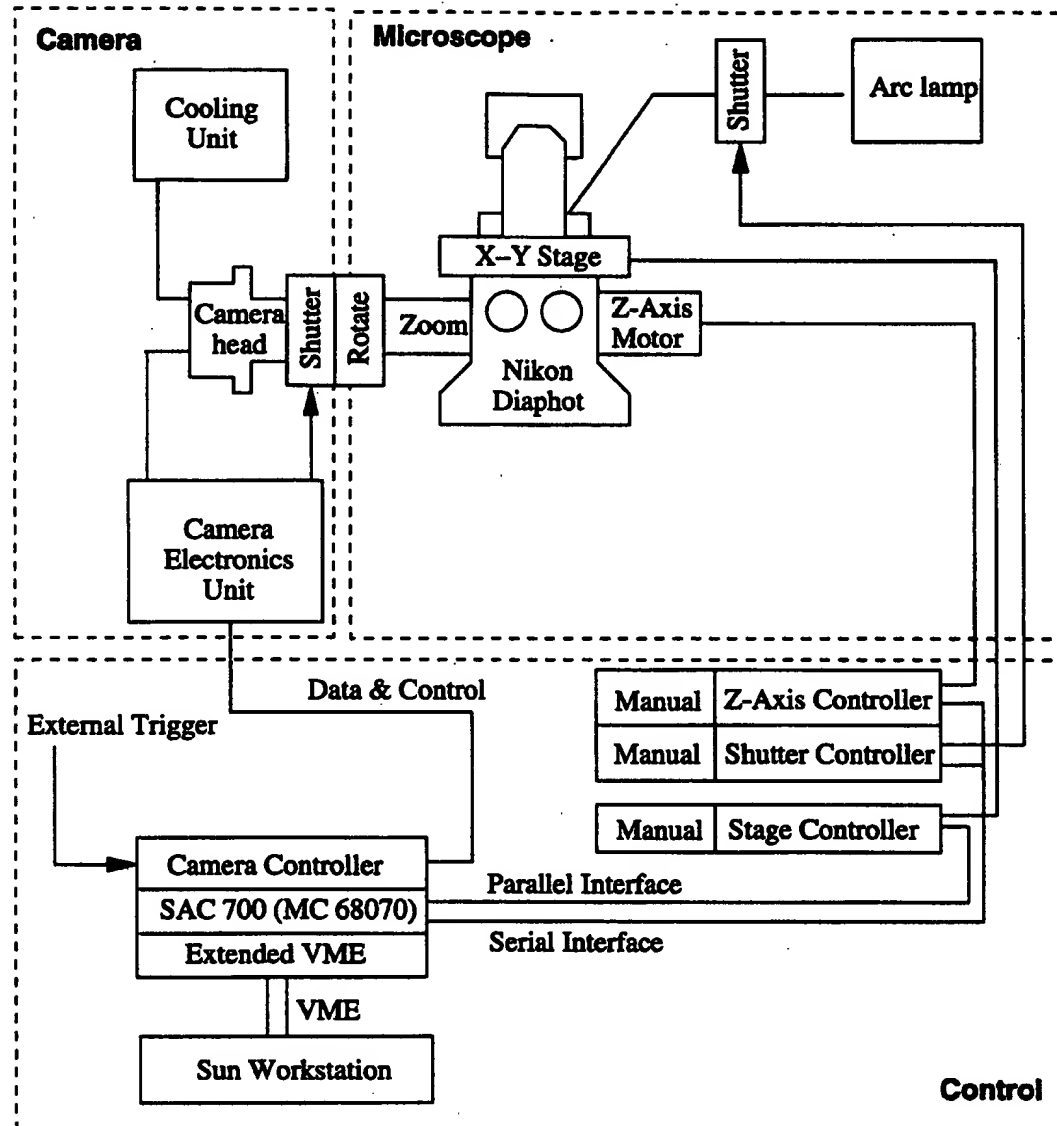 Camera
Cooling
Unit
Camera
head
Shutter
Rotate
Camera
Electronics
Unit
Microscope
Shutter
Arc lamp
X–Y Stage
Zoom
Z-Axis
Motor
Nikon
Diaphot
Data & Control
External Trigger
Manual
Z-Axis Controller
Manual
Shutter Controller
Manual
Stage Controller
Camera Controller
SAC 700 (MC 68070)
Extended VME
Parallel Interface
Serial Interface
VME
Sun Workstation
Control